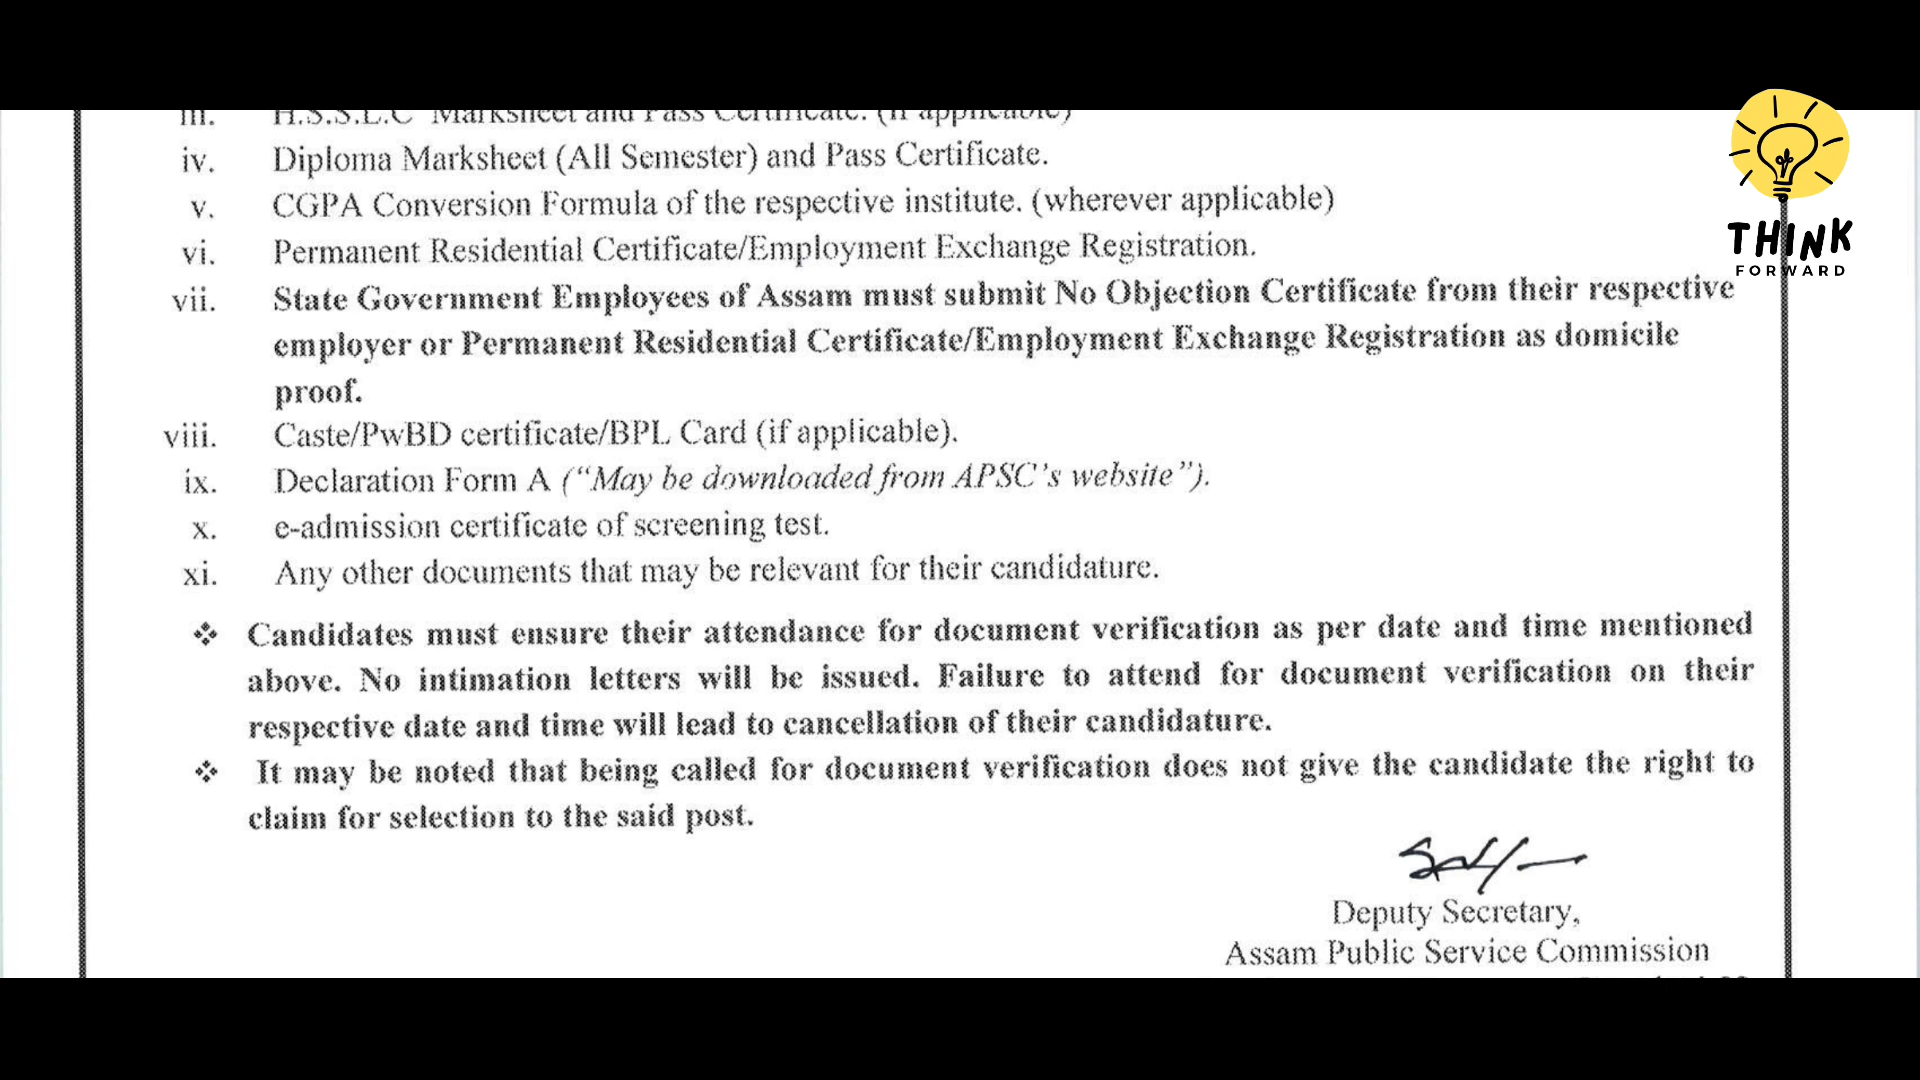 iii. H.S.S.L.C Marksheet and Pass Certificate. (if applicable)
iv. Diploma Marksheet (All Semester) and Pass Certificate.
v. CGPA Conversion Formula of the respective institute. (wherever applicable)
vi. Permanent Residential Certificate/Employment Exchange Registration.
vii. State Government Employees of Assam must submit No Objection Certificate from their respective
employer or Permanent Residential Certificate/Employment Exchange Registration as domicile
proof.
viii. Caste/PwBD certificate/BPL Card (if applicable).
ix. Declaration Form A (“May be downloaded from APSC’s website”).
x. e-admission certificate of screening test.
xi. Any other documents that may be relevant for their candidature.
❖ Candidates must ensure their attendance for document verification as per date and time mentioned
above. No intimation letters will be issued. Failure to attend for document verification on their
respective date and time will lead to cancellation of their candidature.
❖ It may be noted that being called for document verification does not give the candidate the right to
claim for selection to the said post.
Deputy Secretary,
Assam Public Service Commission
THINK
FORWARD